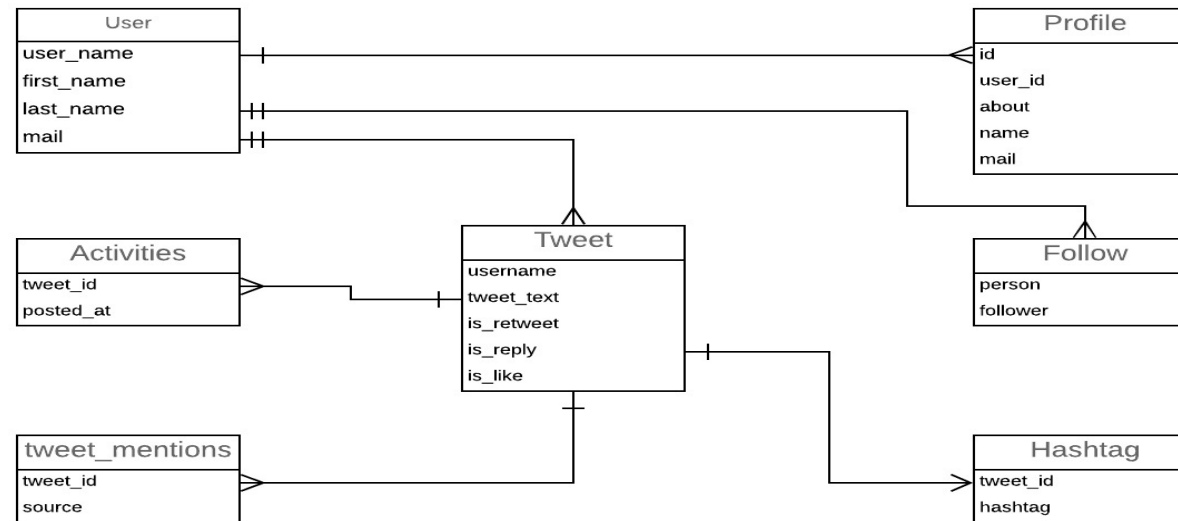 User
user_name
first_name
last_name
mail
Profile
id
user_id
about
name
mail
Activities
tweet_id
posted_at
Tweet
username
tweet_text
is_retweet
is_reply
is_like
Follow
person
follower
tweet_mentions
tweet_id
source
Hashtag
tweet_id
hashtag